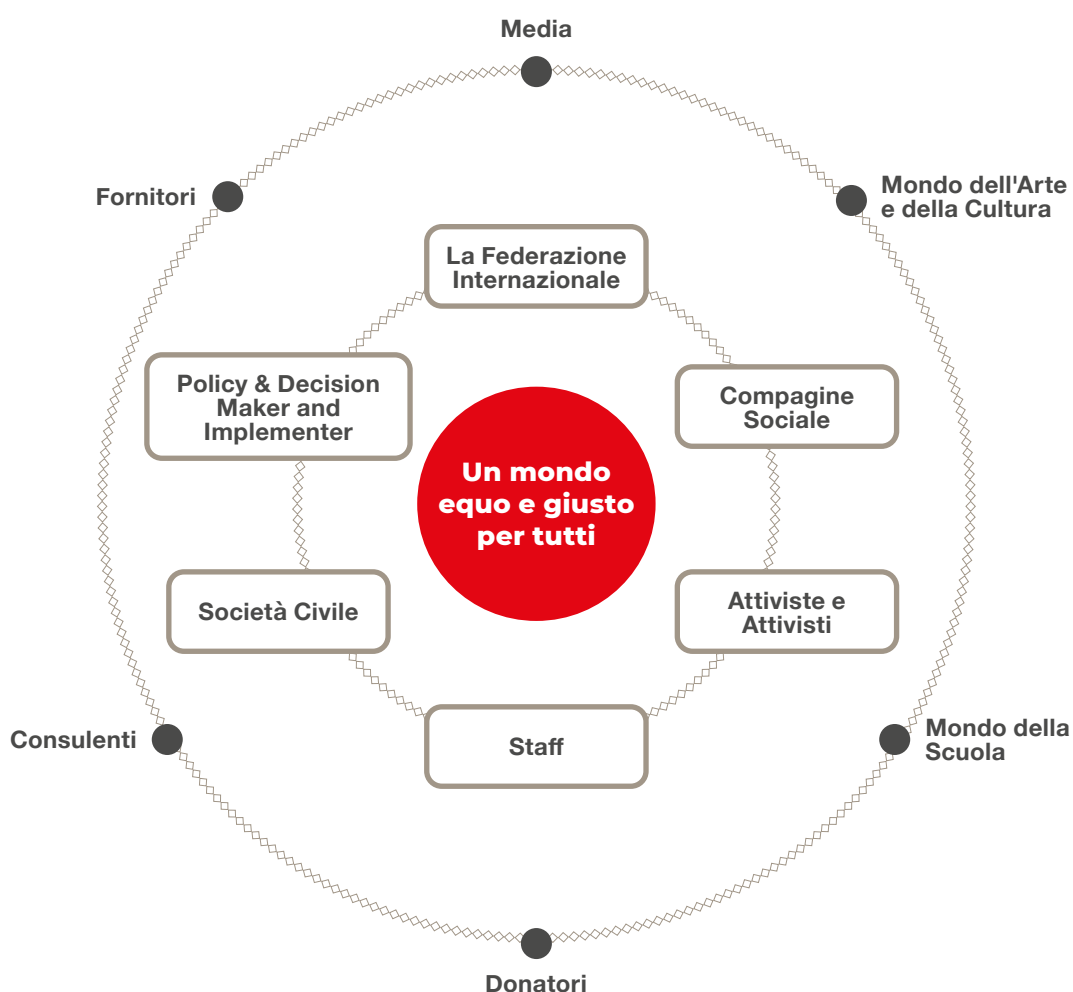 Media
Fornitori
Mondo dell'Arte
e della Cultura
La Federazione
Internazionale
Policy & Decision
Maker and
Implementer
Compagine
Sociale
Un mondo
equo e giusto
per tutti
Società Civile
Attiviste e
Attivisti
Staff
Consulenti
Mondo della
Scuola
Donatori